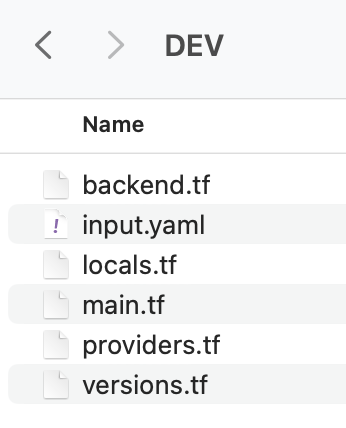 DEV
Name
backend.tf
input.yaml
locals.tf
main.tf
providers.tf
versions.tf